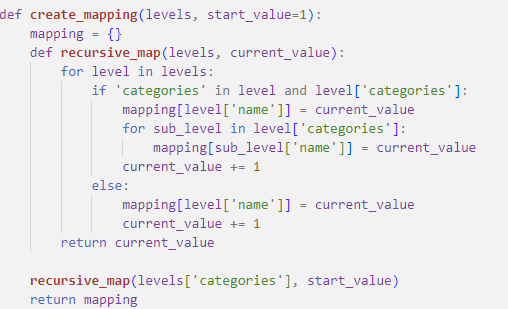 def create_mapping(levels, start_value=1):
    mapping = {}
    def recursive_map(levels, current_value):
        for level in levels:
            if 'categories' in level and level['categories']:
                mapping[level['name']] = current_value
                for sub_level in level['categories']:
                    mapping[sub_level['name']] = current_value
                current_value += 1
            else:
                mapping[level['name']] = current_value
                current_value += 1
        return current_value

    recursive_map(levels['categories'], start_value)
    return mapping